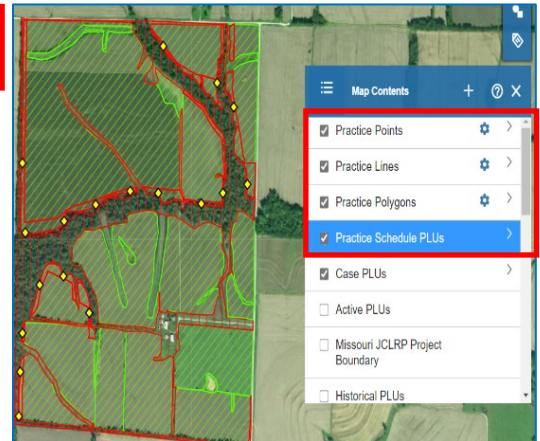 Map Contents
Practice Points
Practice Lines
Practice Polygons
Practice Schedule PLUs
Case PLUs
Active PLUs
Missouri JCLRP Project
Boundary
Historical PLUs